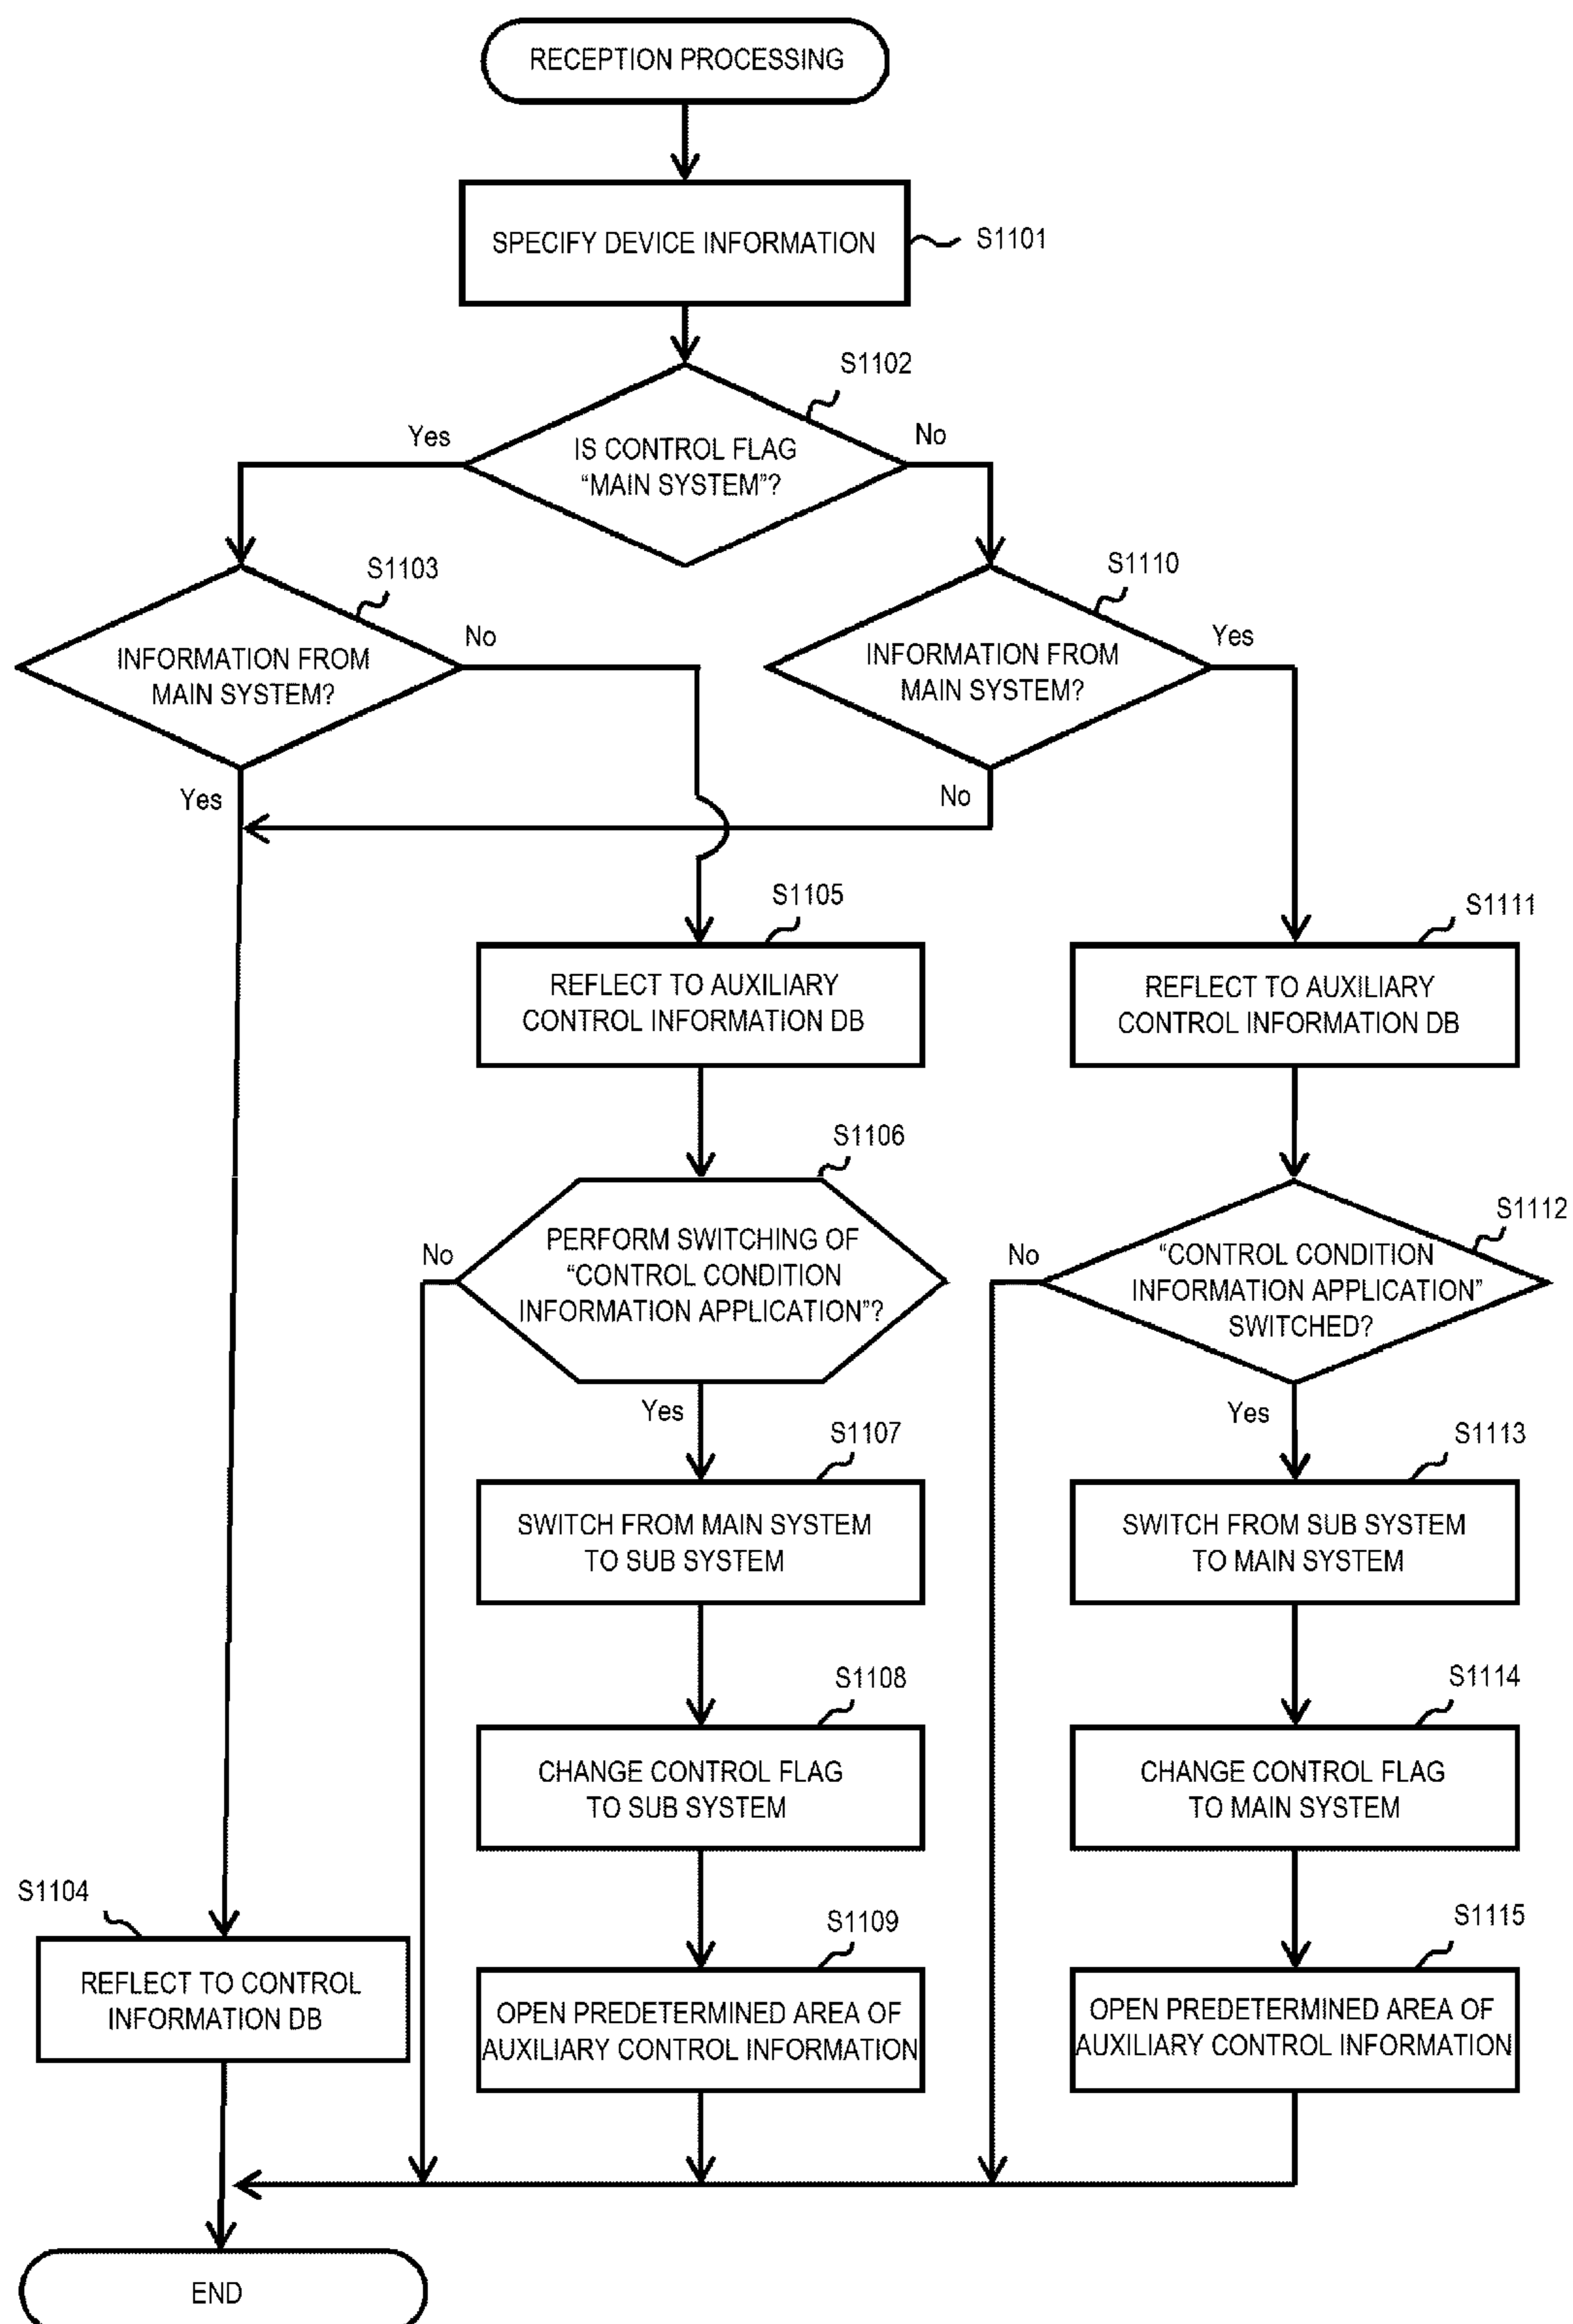 RECEPTION PROCESSING
SPECIFY DEVICE INFORMATION
S1101
S1102
Yes
No
IS CONTROL FLAG
“MAIN SYSTEM”?
S1103
S1110
No
Yes
INFORMATION FROM
MAIN SYSTEM?
INFORMATION FROM
MAIN SYSTEM?
Yes
No
S1105
S1111
REFLECT TO AUXILIARY
CONTROL INFORMATION DB
REFLECT TO AUXILIARY
CONTROL INFORMATION DB
S1106
S1112
No
PERFORM SWITCHING OF
“CONTROL CONDITION
INFORMATION APPLICATION”?
No
“CONTROL CONDITION
INFORMATION APPLICATION”
SWITCHED?
Yes
Yes
S1107
S1113
SWITCH FROM MAIN SYSTEM
TO SUB SYSTEM
SWITCH FROM SUB SYSTEM
TO MAIN SYSTEM
S1108
S1114
CHANGE CONTROL FLAG
TO SUB SYSTEM
CHANGE CONTROL FLAG
TO MAIN SYSTEM
S1104
S1109
S1115
REFLECT TO CONTROL
INFORMATION DB
OPEN PREDETERMINED AREA OF
AUXILIARY CONTROL INFORMATION
OPEN PREDETERMINED AREA OF
AUXILIARY CONTROL INFORMATION
END